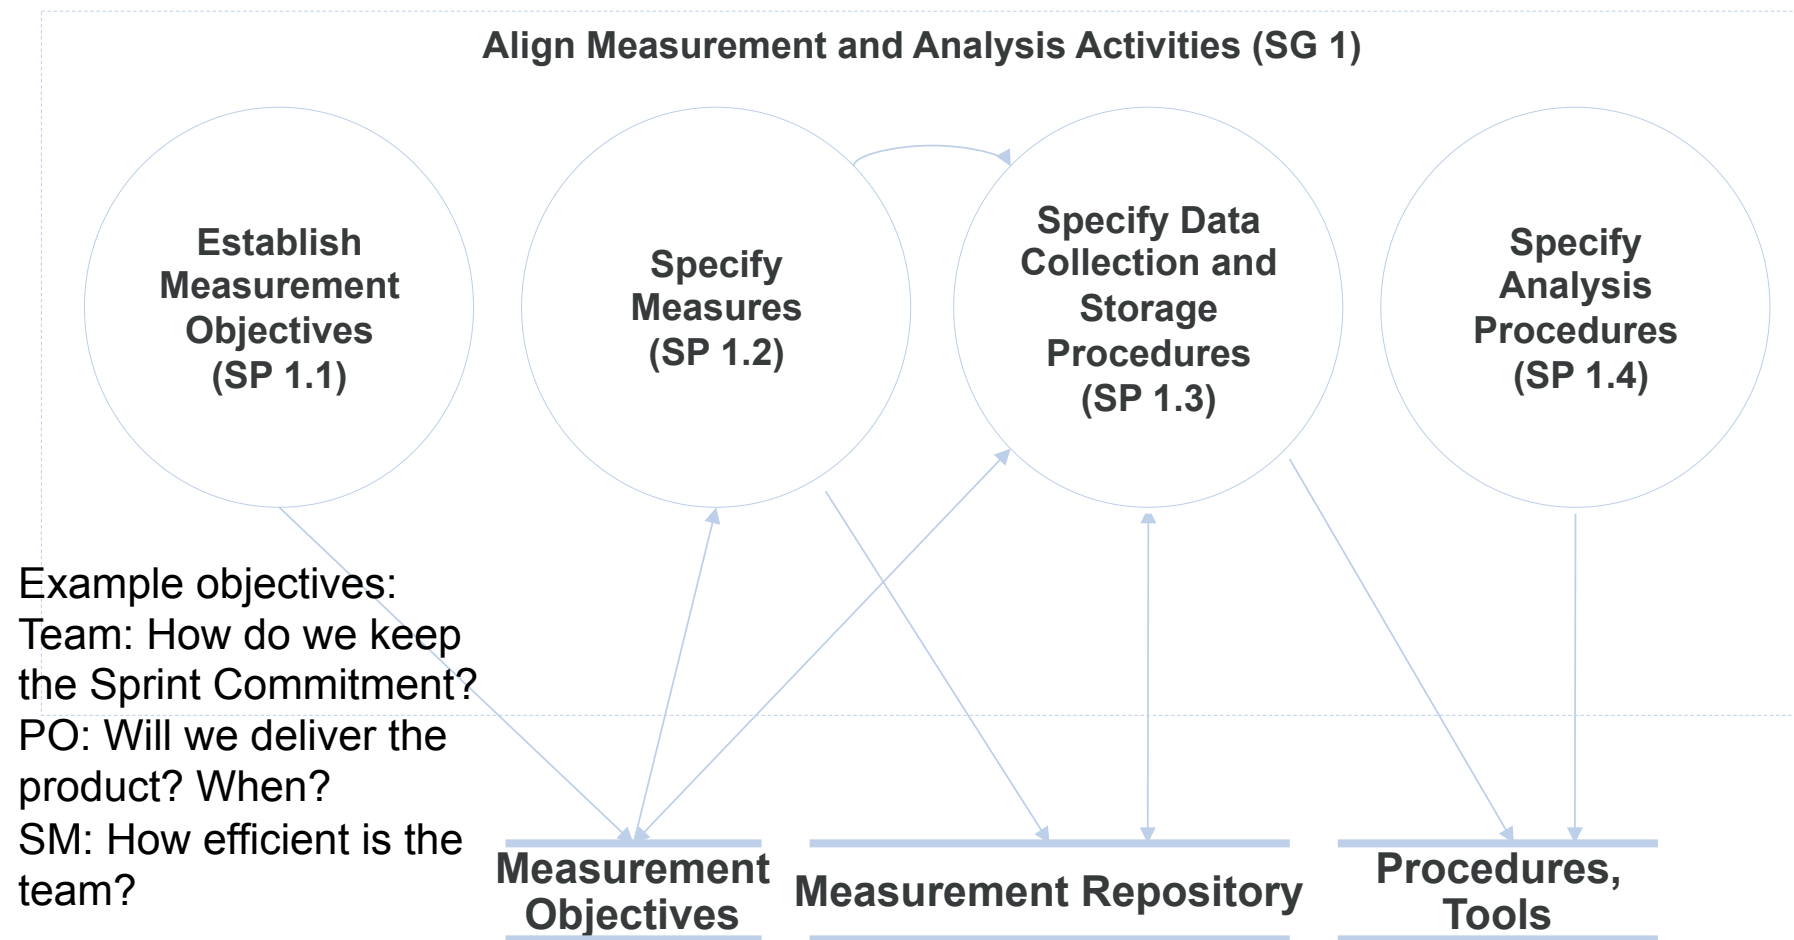 Align Measurement and Analysis Activities (SG 1)
Establish
Measurement
Objectives
(SP 1.1)
Specify
Measures
(SP 1.2)
Specify Data
Collection and
Storage
Procedures
(SP 1.3)
Specify
Analysis
Procedures
(SP 1.4)
Example objectives:
Team: How do we keep
the Sprint Commitment?
PO: Will we deliver the
product? When?
SM: How efficient is the
team?
Measurement
Objectives
Measurement Repository
Procedures,
Tools